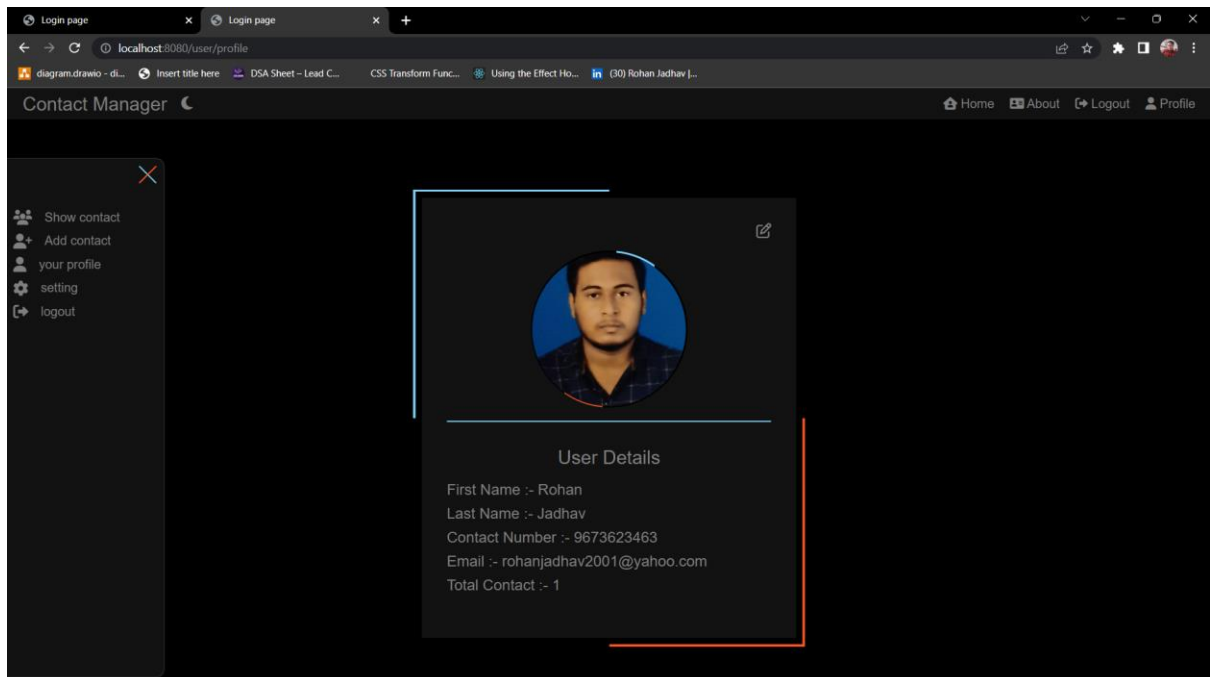 Login page
Login page
localhost:8080/user/profile
diagram.drawio - di...
Insert title here
DSA Sheet – Lead C...
CSS Transform Func...
Using the Effect Ho...
(30) Rohan Jadhav |...
Contact Manager
Home
About
Logout
Profile
Show contact
Add contact
your profile
setting
logout
User Details
First Name :- Rohan
Last Name :- Jadhav
Contact Number :- 9673623463
Email :- rohanjadhav2001@yahoo.com
Total Contact :- 1